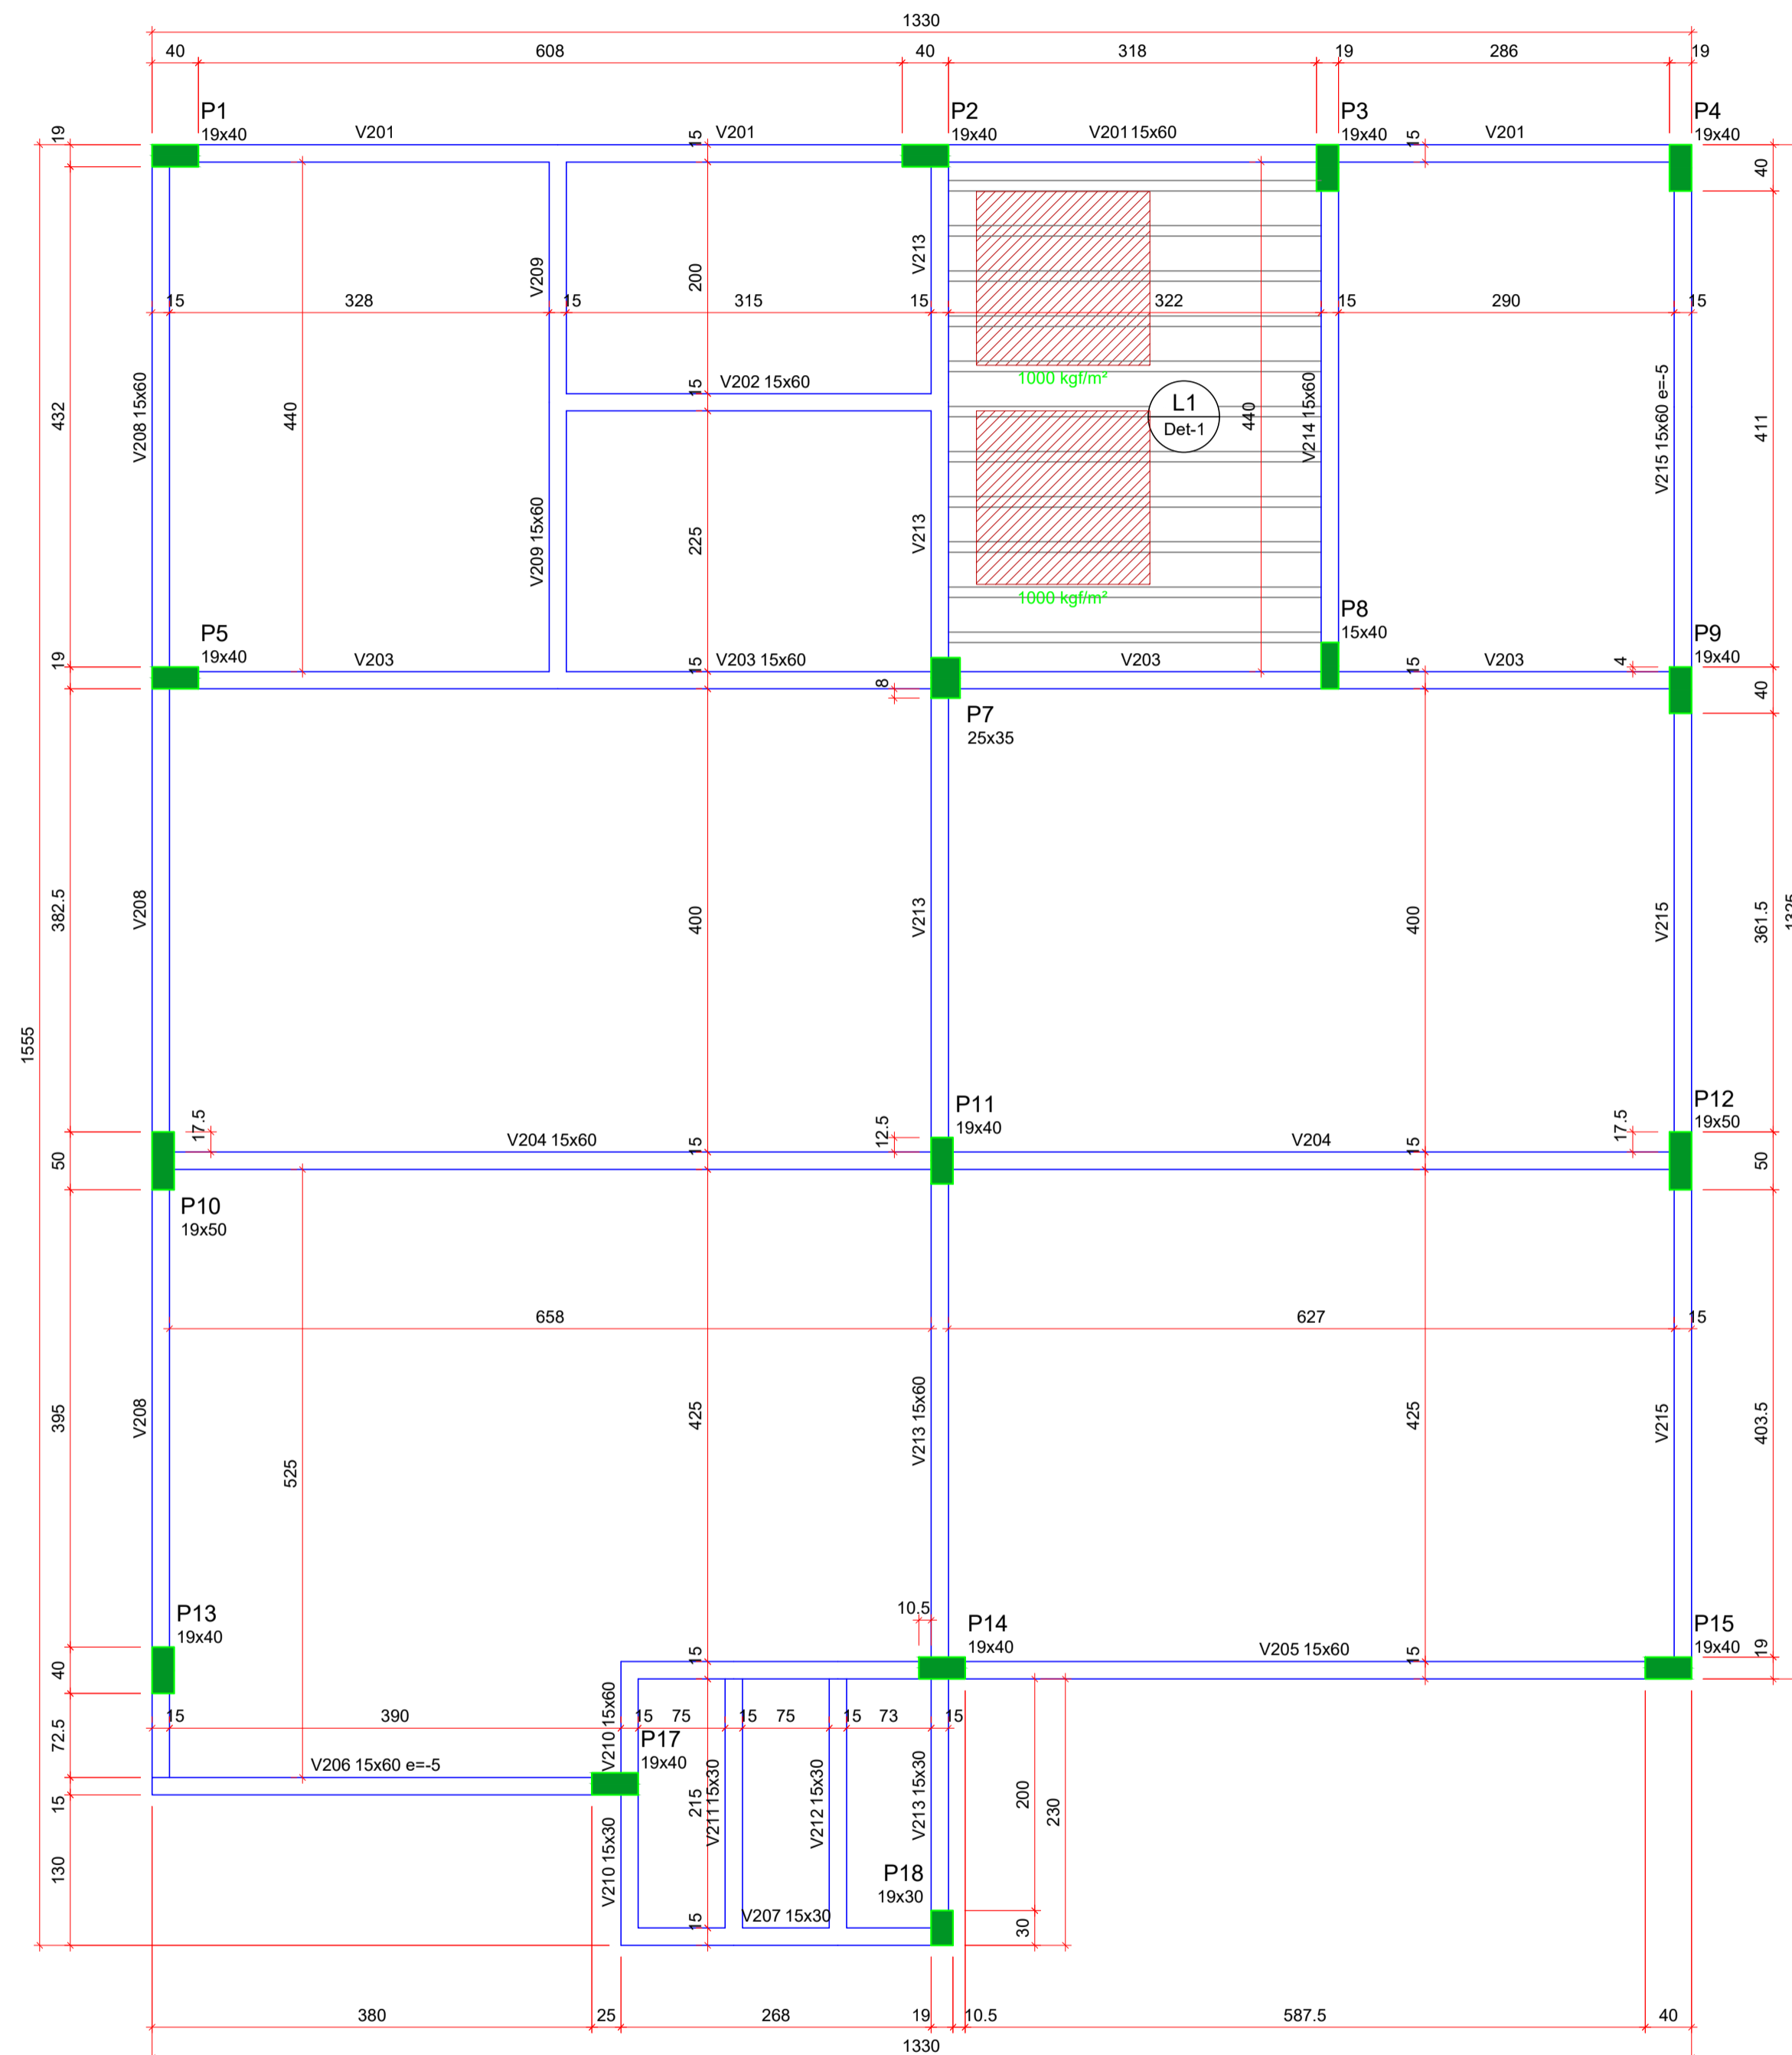 1330
40 608 40 318 19 286 19
P1 P2 P3 P4
19x40 V201 V201 15 19x40 V201 15x60 19x40 15 V201 19x40
19
40
200
V209 V213 V213
15 328 15 315 15 322 15 290 15
V202 15x60
15
1000 kgf/m²
L1
Det-1
432 V208 15x60 440 440 V214 15x60 V215 15x60 e=-5 411
V209 15x60 225 V213
1000 kgf/m²
P5 P8 P9
19x40 15x40 19x40
19 V203 15 V203 15x60 V203 15 V203 4
8
40
P7
25x35
382.5 V208 400 V213 400 V215 361.5 1325
1555
P11 P12
19x40 19x50
17.5 V204 15x60 15 12.5 V204 15 17.5
50 50
P10
19x50
658 627 15
395 V208 525 425 V213 15x60 425 V215 403.5
P13 P14 P15
19x40 10.5 19x40 19x40
40 15 V205 15x60 15 19
72.5
15 390 15 75 15 75 15 73 15
V210 15x60
P17
19x40
V206 15x60 e=-5
15
215 V211 15x30 V212 15x30 V213 15x30 200 230
130 V210 15x30
P18
19x30
15 V207 15x30 30
380 25 268 19 10.5 587.5 40
1330